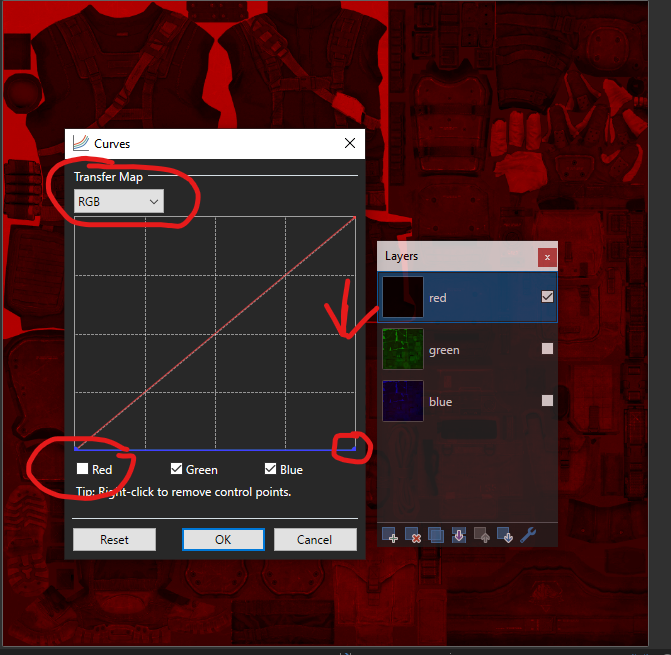 Curves
Transfer Map
RGB
Red
Green
Blue
Tip: Right-click to remove control points.
Reset
OK
Cancel
Layers
red
green
blue